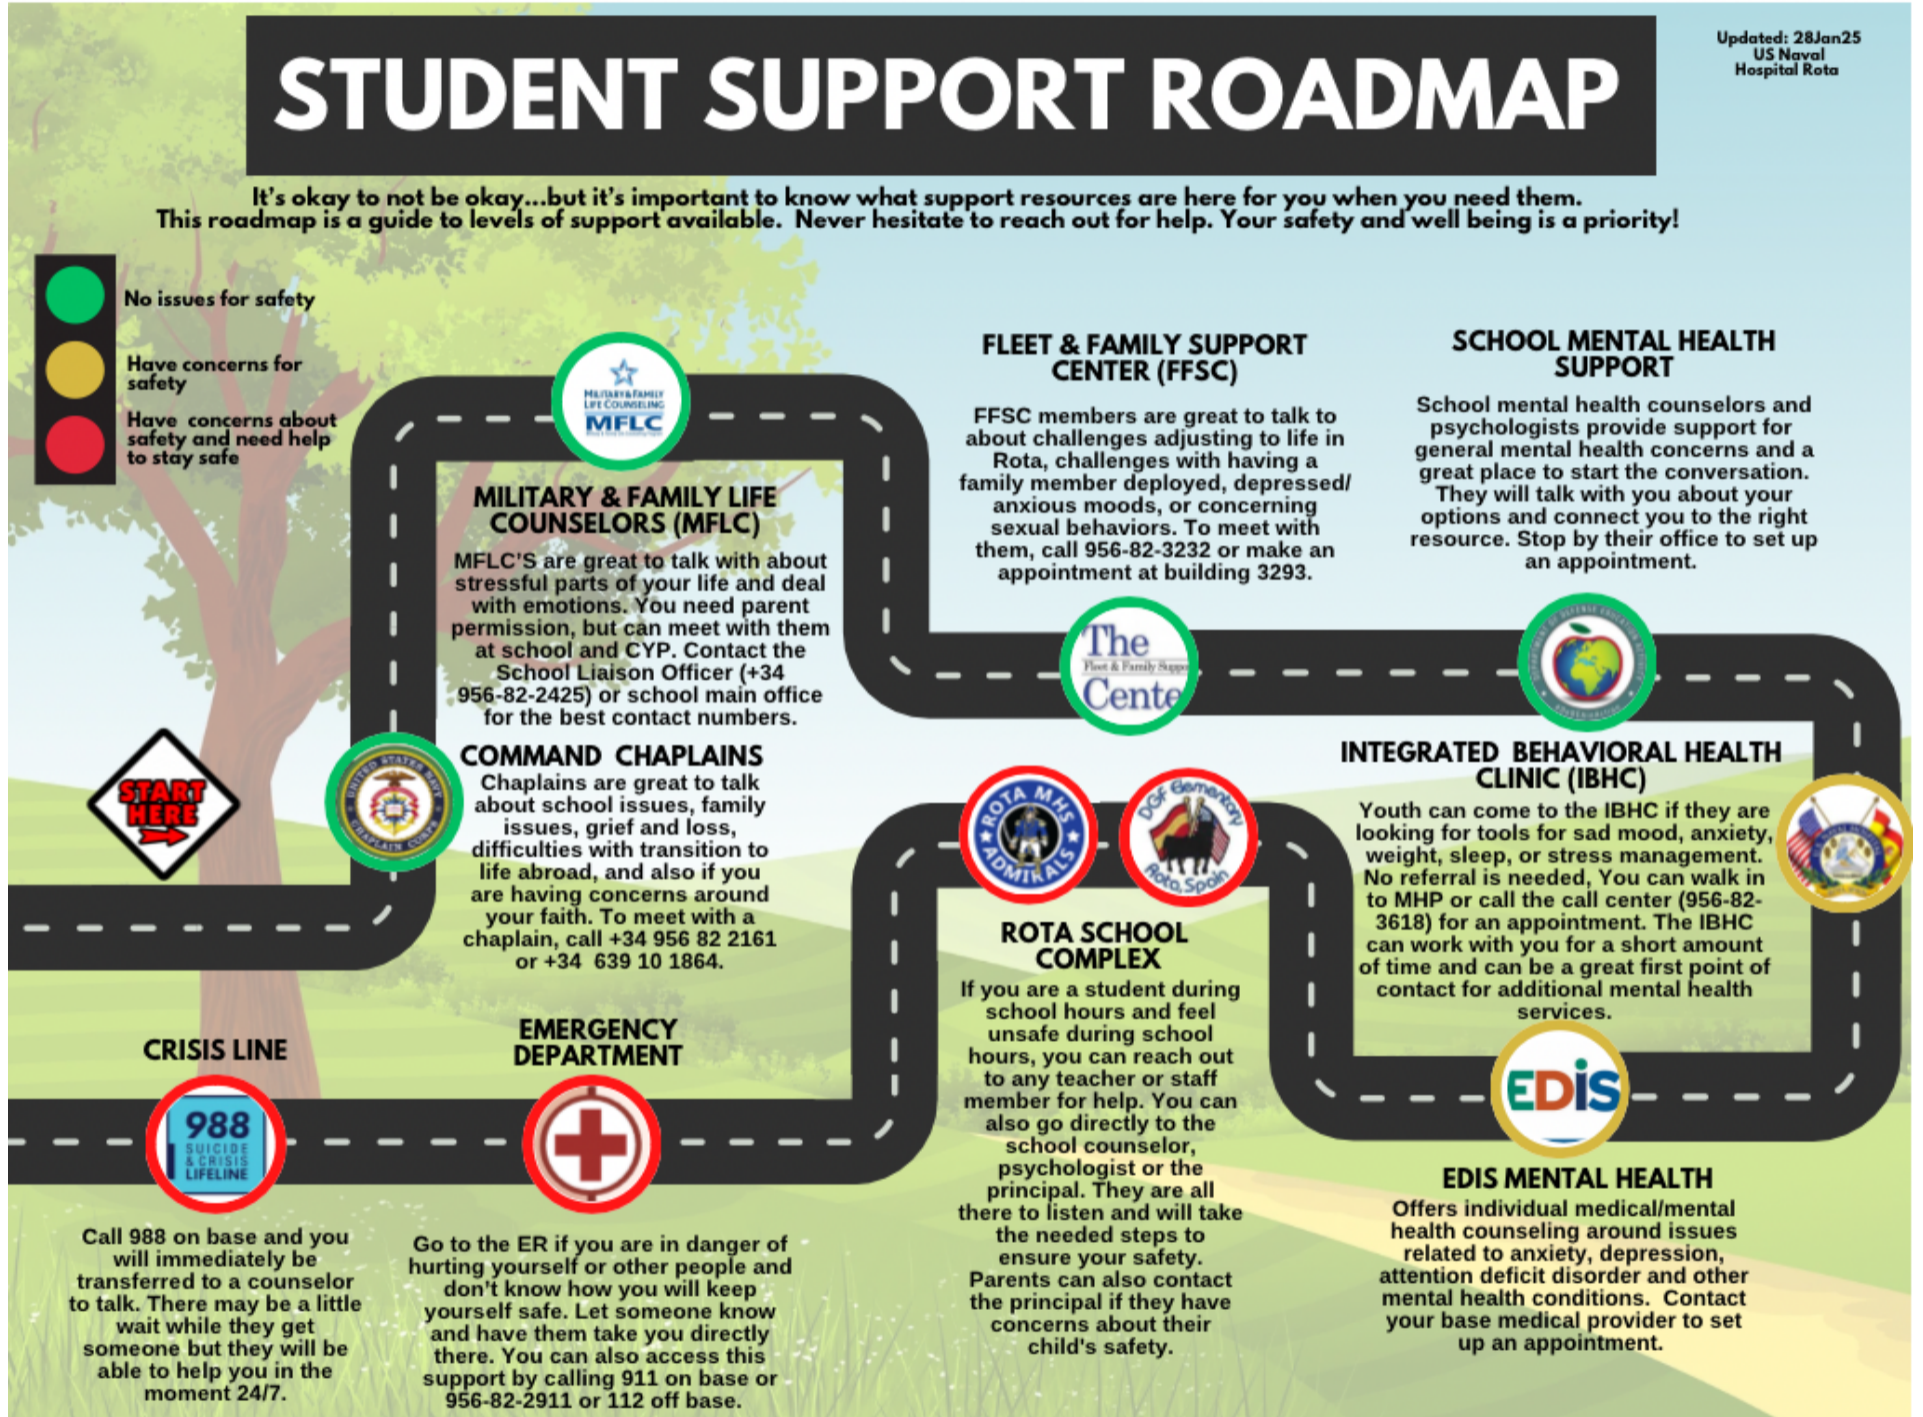 STUDENT SUPPORT ROADMAP
Updated: 28Jan25
US Naval
Hospital Rota
It's okay to not be okay...but it's important to know what support resources are here for you when you need them.
This roadmap is a guide to levels of support available. Never hesitate to reach out for help. Your safety and well being is a priority!
No issues for safety
Have concerns for
safety
Have concerns about
safety and need help
to stay safe
START
HERE
UNITED STATES NAVY
CHAPLAIN CORPS
COMMAND CHAPLAINS
Chaplains are great to talk
about school issues, family
issues, grief and loss,
difficulties with transition to
life abroad, and also if you
are having concerns around
your faith. To meet with a
chaplain, call +34 956 82 2161
or +34 639 10 1864.
MILITARY & FAMILY
LIFE COUNSELING
MFLC
MILITARY & FAMILY LIFE
COUNSELORS (MFLC)
MFLC'S are great to talk with about
stressful parts of your life and deal
with emotions. You need parent
permission, but can meet with them
at school and CYP. Contact the
School Liaison Officer (+34
956-82-2425) or school main office
for the best contact numbers.
FLEET & FAMILY SUPPORT
CENTER (FFSC)
FFSC members are great to talk to
about challenges adjusting to life in
Rota, challenges with having a
family member deployed, depressed/
anxious moods, or concerning
sexual behaviors. To meet with
them, call 956-82-3232 or make an
appointment at building 3293.
The
Fleet & Family Suppo
Cente
SCHOOL MENTAL HEALTH
SUPPORT
School mental health counselors and
psychologists provide support for
general mental health concerns and a
great place to start the conversation.
They will talk with you about your
options and connect you to the right
resource. Stop by their office to set up
an appointment.
DEPARTMENT OF DEFENSE EDUCATION ACTIVITY
INTEGRATED BEHAVIORAL HEALTH
CLINIC (IBHC)
Youth can come to the IBHC if they are
looking for tools for sad mood, anxiety,
weight, sleep, or stress management.
No referral is needed, You can walk in
to MHP or call the call center (956-82-
3618) for an appointment. The IBHC
can work with you for a short amount
of time and can be a great first point of
contact for additional mental health
services.
EDiS
EDIS MENTAL HEALTH
Offers individual medical/mental
health counseling around issues
related to anxiety, depression,
attention deficit disorder and other
mental health conditions. Contact
your base medical provider to set
up an appointment.
ROTA MHS
ADMIRALS
DGF Elementary
Rota, Spain
ROTA SCHOOL
COMPLEX
If you are a student during
school hours and feel
unsafe during school
hours, you can reach out
to any teacher or staff
member for help. You can
also go directly to the
school counselor,
psychologist or the
principal. They are all
there to listen and will take
the needed steps to
ensure your safety.
Parents can also contact
the principal if they have
concerns about their
child's safety.
EMERGENCY
DEPARTMENT
Go to the ER if you are in danger of
hurting yourself or other people and
don't know how you will keep
yourself safe. Let someone know
and have them take you directly
there. You can also access this
support by calling 911 on base or
956-82-2911 or 112 off base.
CRISIS LINE
988
SUICIDE
& CRISIS
LIFELINE
Call 988 on base and you
will immediately be
transferred to a counselor
to talk. There may be a little
wait while they get
someone but they will be
able to help you in the
moment 24/7.